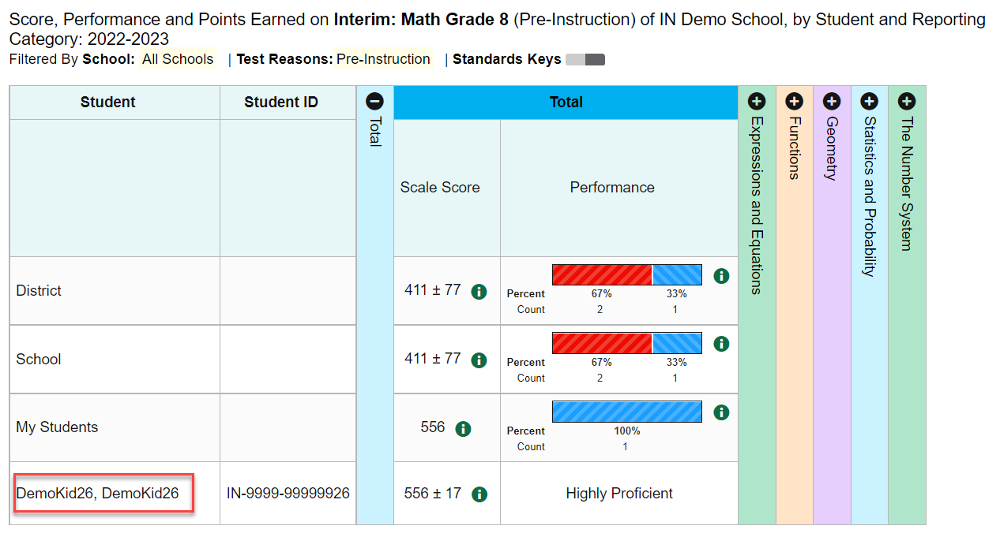 Score, Performance and Points Earned on Interim: Math Grade 8 (Pre-Instruction) of IN Demo School, by Student and Reporting
Category: 2022-2023
Filtered By School: All Schools | Test Reasons: Pre-Instruction | Standards Keys
Student Student ID Total Total Expressions and Equations Functions Geometry Statistics and Probability The Number System
Scale Score Performance
District 411 ± 77 Percent 67% 33%
Count 2 1
School 411 ± 77 Percent 67% 33%
Count 2 1
My Students 556 Percent 100%
Count 1
DemoKid26, DemoKid26 IN-9999-99999926 556 ± 17 Highly Proficient